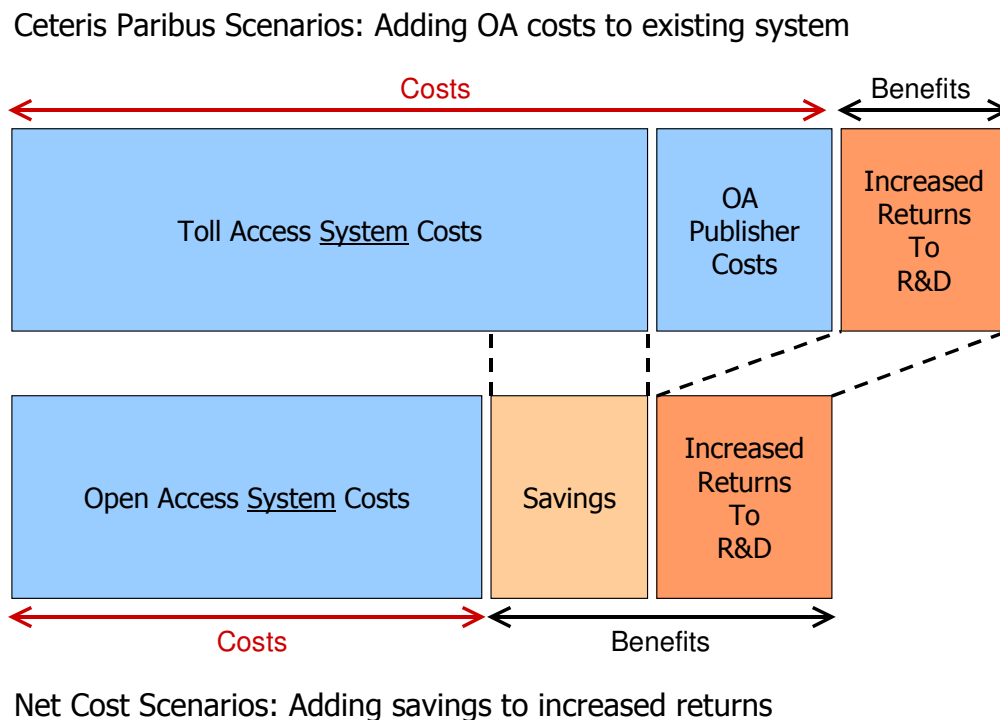 Ceteris Paribus Scenarios: Adding OA costs to existing system
Costs
Benefits
Toll Access System Costs
OA
Publisher
Costs
Increased
Returns
To
R&D
Open Access System Costs
Savings
Increased
Returns
To
R&D
Costs
Benefits
Net Cost Scenarios: Adding savings to increased returns